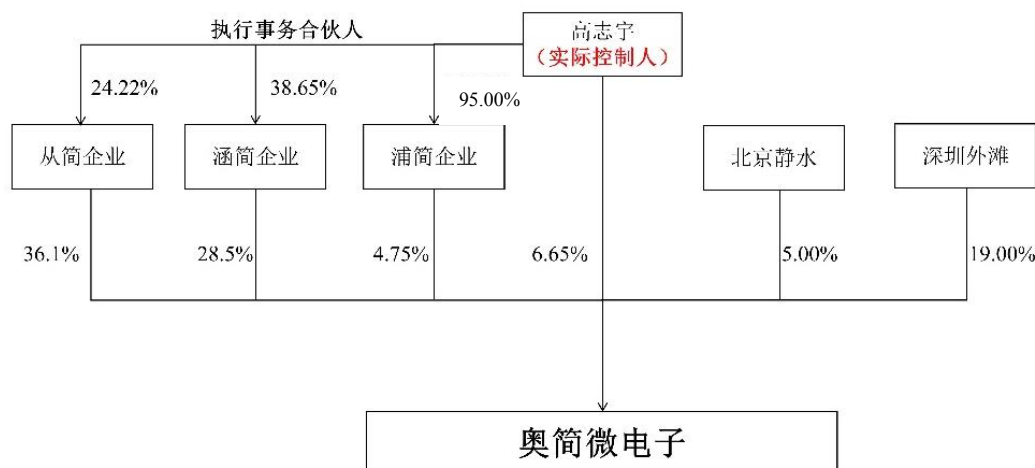 执行事务合伙人
高志宇
（实际控制人）
24.22%
38.65%
95.00%
从简企业
涵简企业
浦简企业
北京静水
深圳外滩
36.1%
28.5%
4.75%
6.65%
5.00%
19.00%
奥简微电子